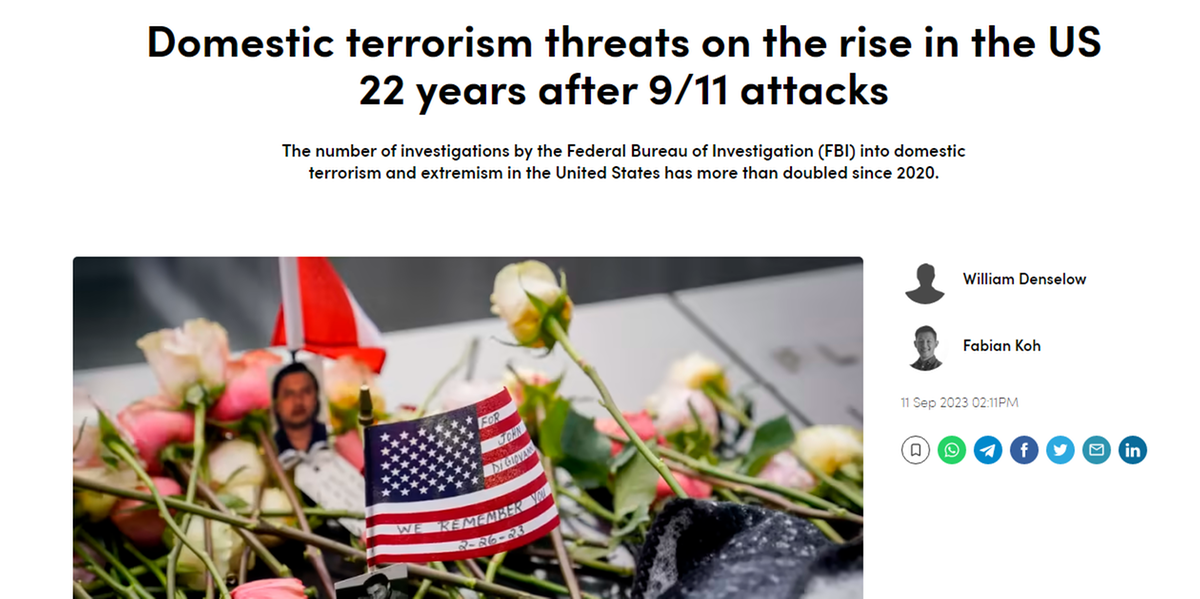 Domestic terrorism threats on the rise in the US
22 years after 9/11 attacks
The number of investigations by the Federal Bureau of Investigation (FBI) into domestic
terrorism and extremism in the United States has more than doubled since 2020.
William Denselow
Fabian Koh
11 Sep 2023 02:11PM
FOR
JOHN
WE REMEMBER YOU
2-26-23
in